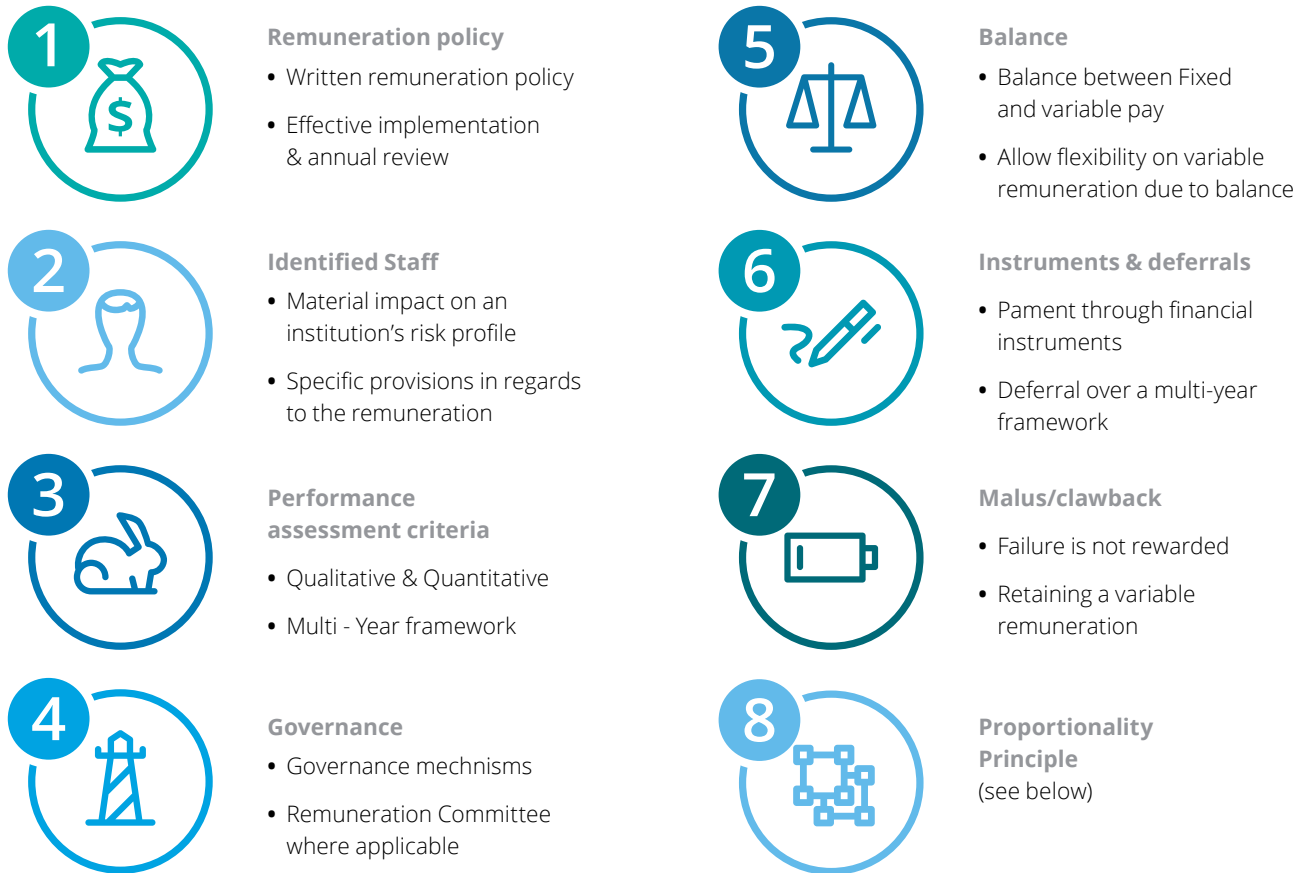 1
$
Remuneration policy
• Written remuneration policy
• Effective implementation
& annual review
2
Identified Staff
• Material impact on an
institution’s risk profile
• Specific provisions in regards
to the remuneration
3
Performance
assessment criteria
• Qualitative & Quantitative
• Multi - Year framework
4
Governance
• Governance mechnisms
• Remuneration Committee
where applicable
5
Balance
• Balance between Fixed
and variable pay
• Allow flexibility on variable
remuneration due to balance
6
Instruments & deferrals
• Pament through financial
instruments
• Deferral over a multi-year
framework
7
Malus/clawback
• Failure is not rewarded
• Retaining a variable
remuneration
8
Proportionality
Principle
(see below)